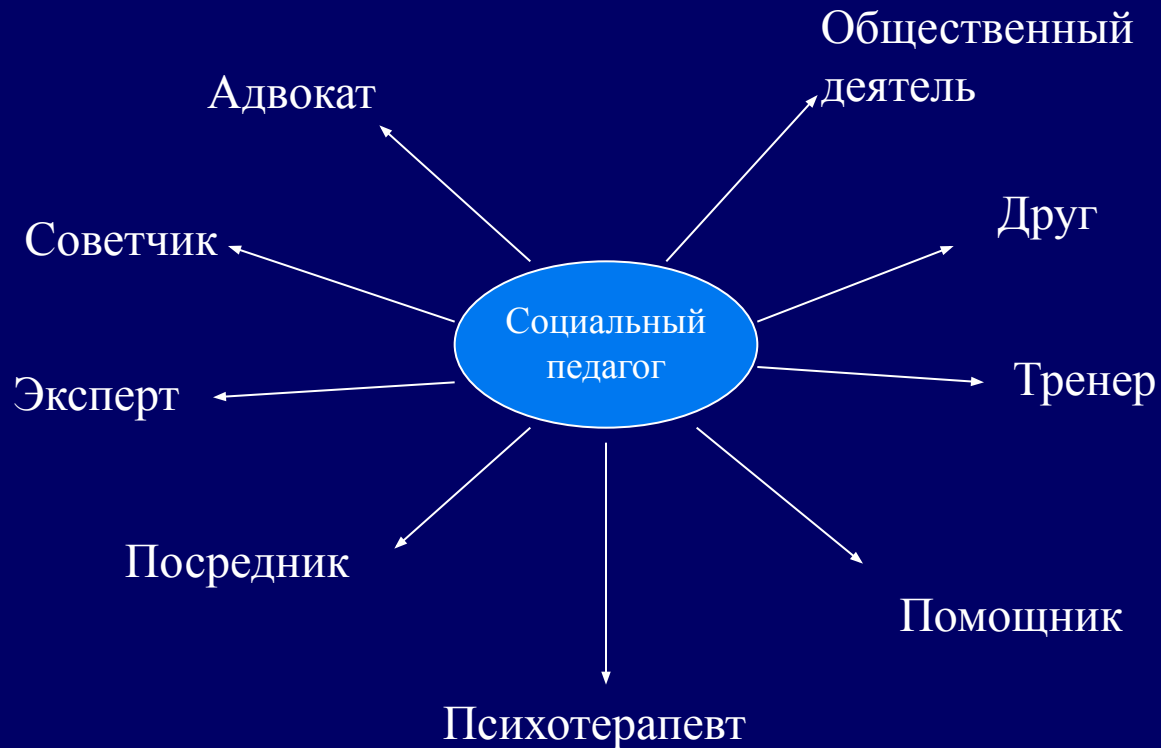 Общественный
деятель
Адвокат
Друг
Советчик
Социальный
педагог
Тренер
Эксперт
Посредник
Помощник
Психотерапевт